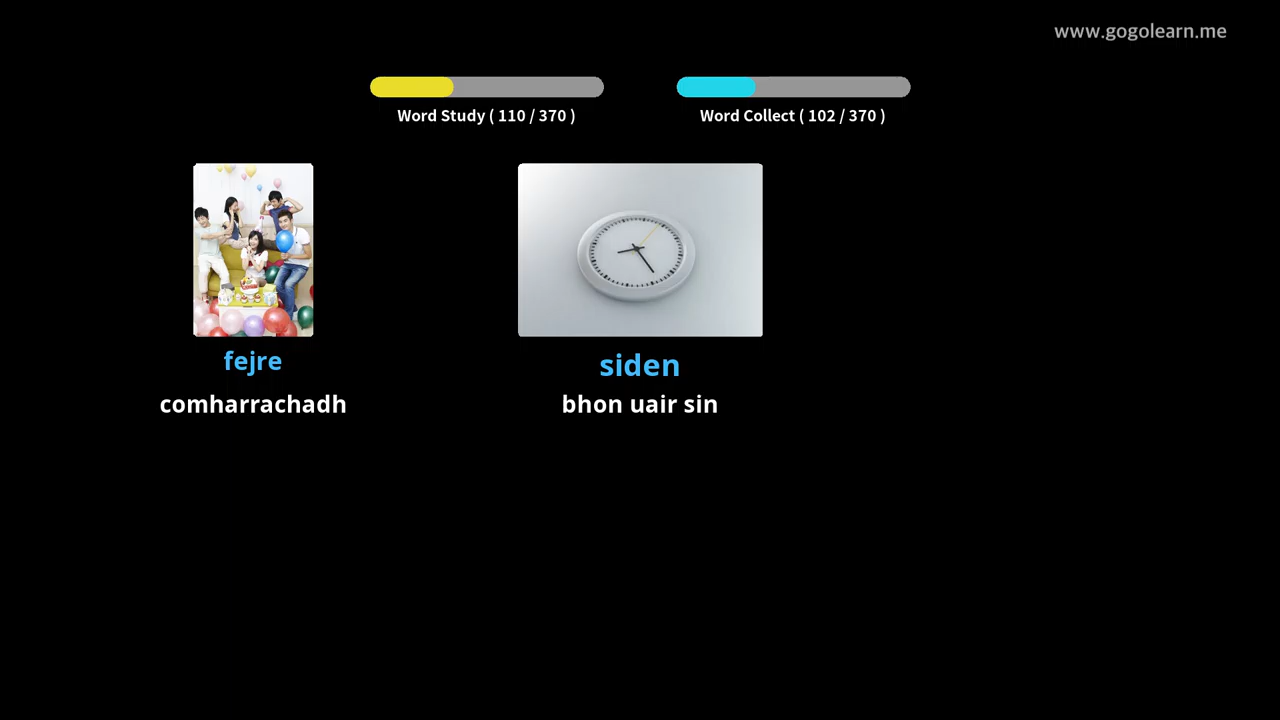 www.gogolearn.me
Word Study ( 110 / 370 )
Word Collect ( 102 / 370 )
fejre
comharrachadh
siden
bhon uair sin